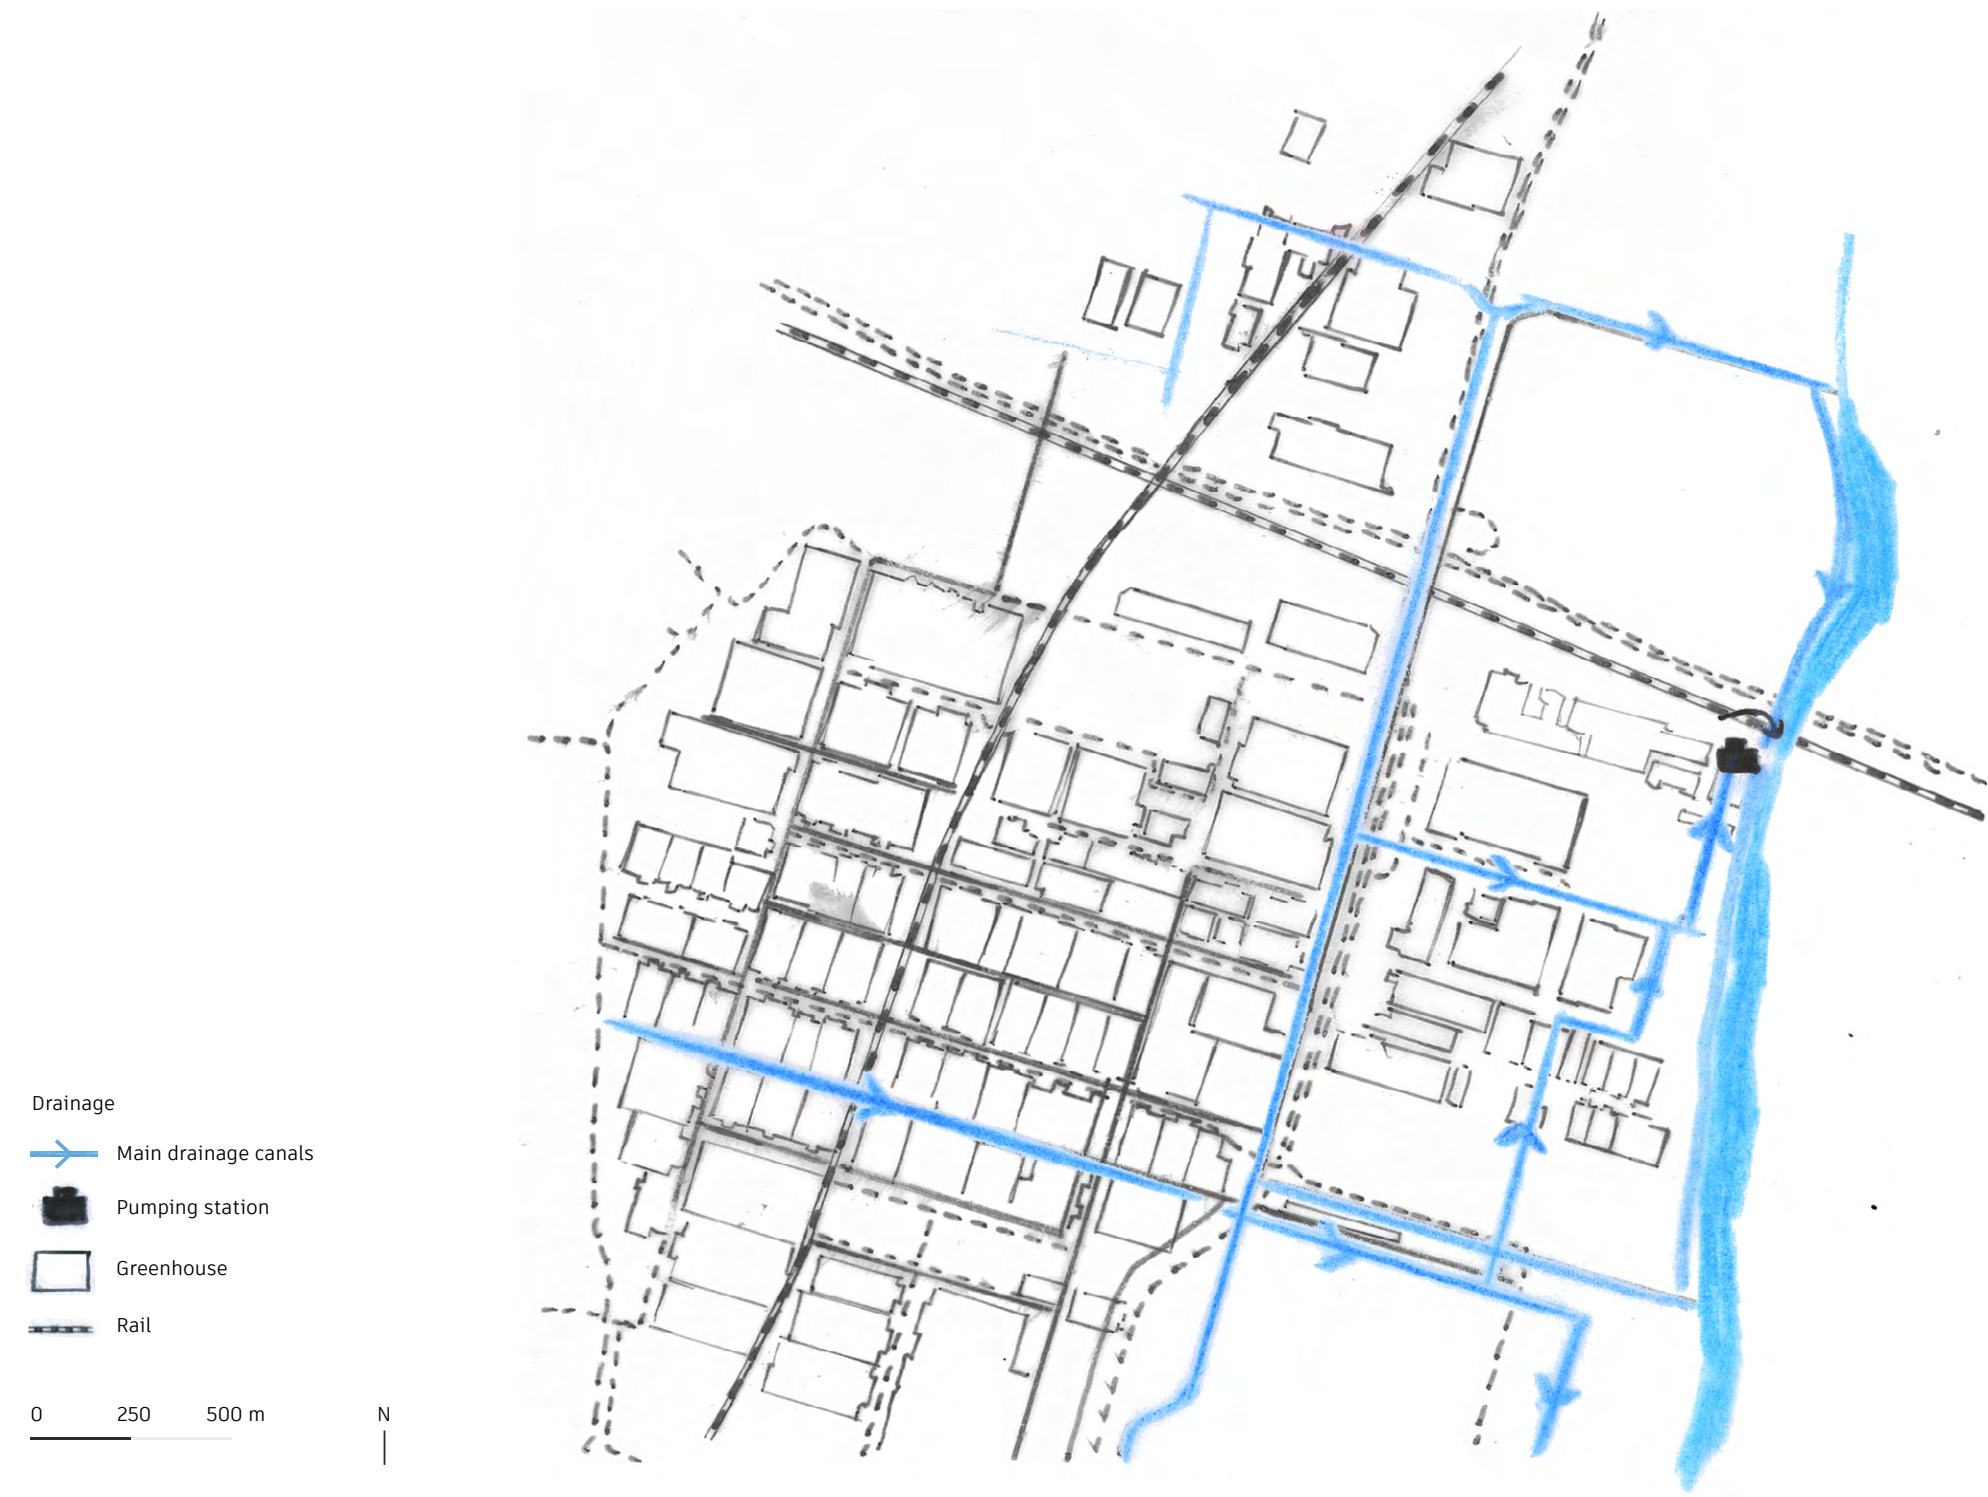 Drainage
Main drainage canals
Pumping station
Greenhouse
Rail
0 250 500 m
N